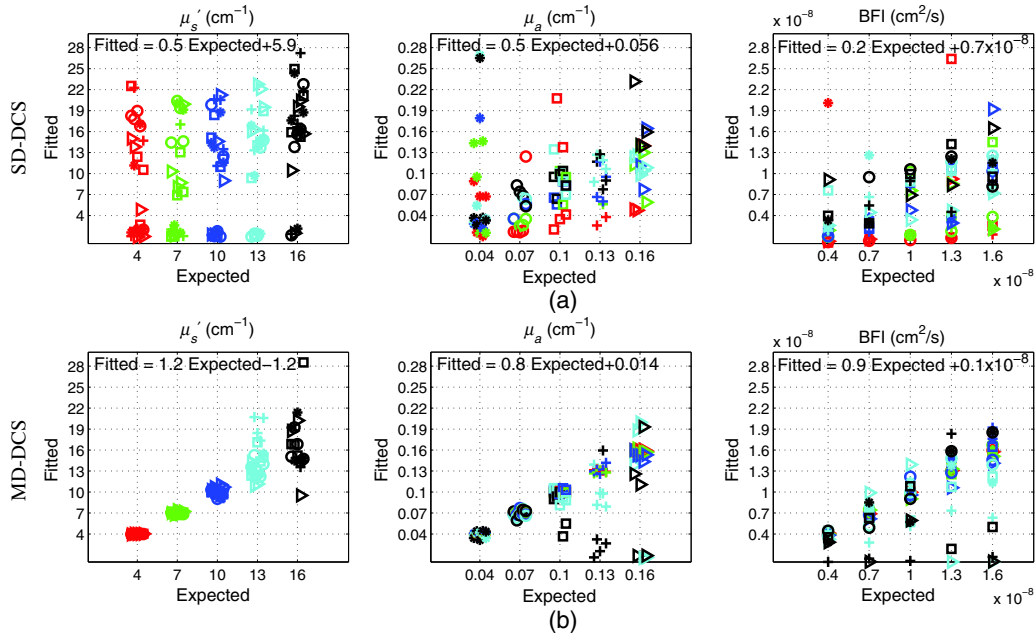 μs′ (cm−1)
μa (cm−1)
BFI (cm2/s)
x 10−8
Fitted = 0.5 Expected+5.9
Fitted = 0.5 Expected+0.056
Fitted = 0.2 Expected +0.7x10−8
SD-DCS
Fitted
28
25
22
19
16
13
10
7
4
4 7 10 13 16
Expected
Fitted
0.28
0.25
0.22
0.19
0.16
0.13
0.1
0.07
0.04
0.04 0.07 0.1 0.13 0.16
Expected
Fitted
2.8
2.5
2.2
1.9
1.6
1.3
1
0.7
0.4
0.4 0.7 1 1.3 1.6
Expected
x 10−8
(a)
μs′ (cm−1)
μa (cm−1)
BFI (cm2/s)
x 10−8
Fitted = 1.2 Expected−1.2
Fitted = 0.8 Expected+0.014
Fitted = 0.9 Expected +0.1x10−8
MD-DCS
Fitted
28
25
22
19
16
13
10
7
4
4 7 10 13 16
Expected
Fitted
0.28
0.25
0.22
0.19
0.16
0.13
0.1
0.07
0.04
0.04 0.07 0.1 0.13 0.16
Expected
Fitted
2.8
2.5
2.2
1.9
1.6
1.3
1
0.7
0.4
0.4 0.7 1 1.3 1.6
Expected
x 10−8
(b)